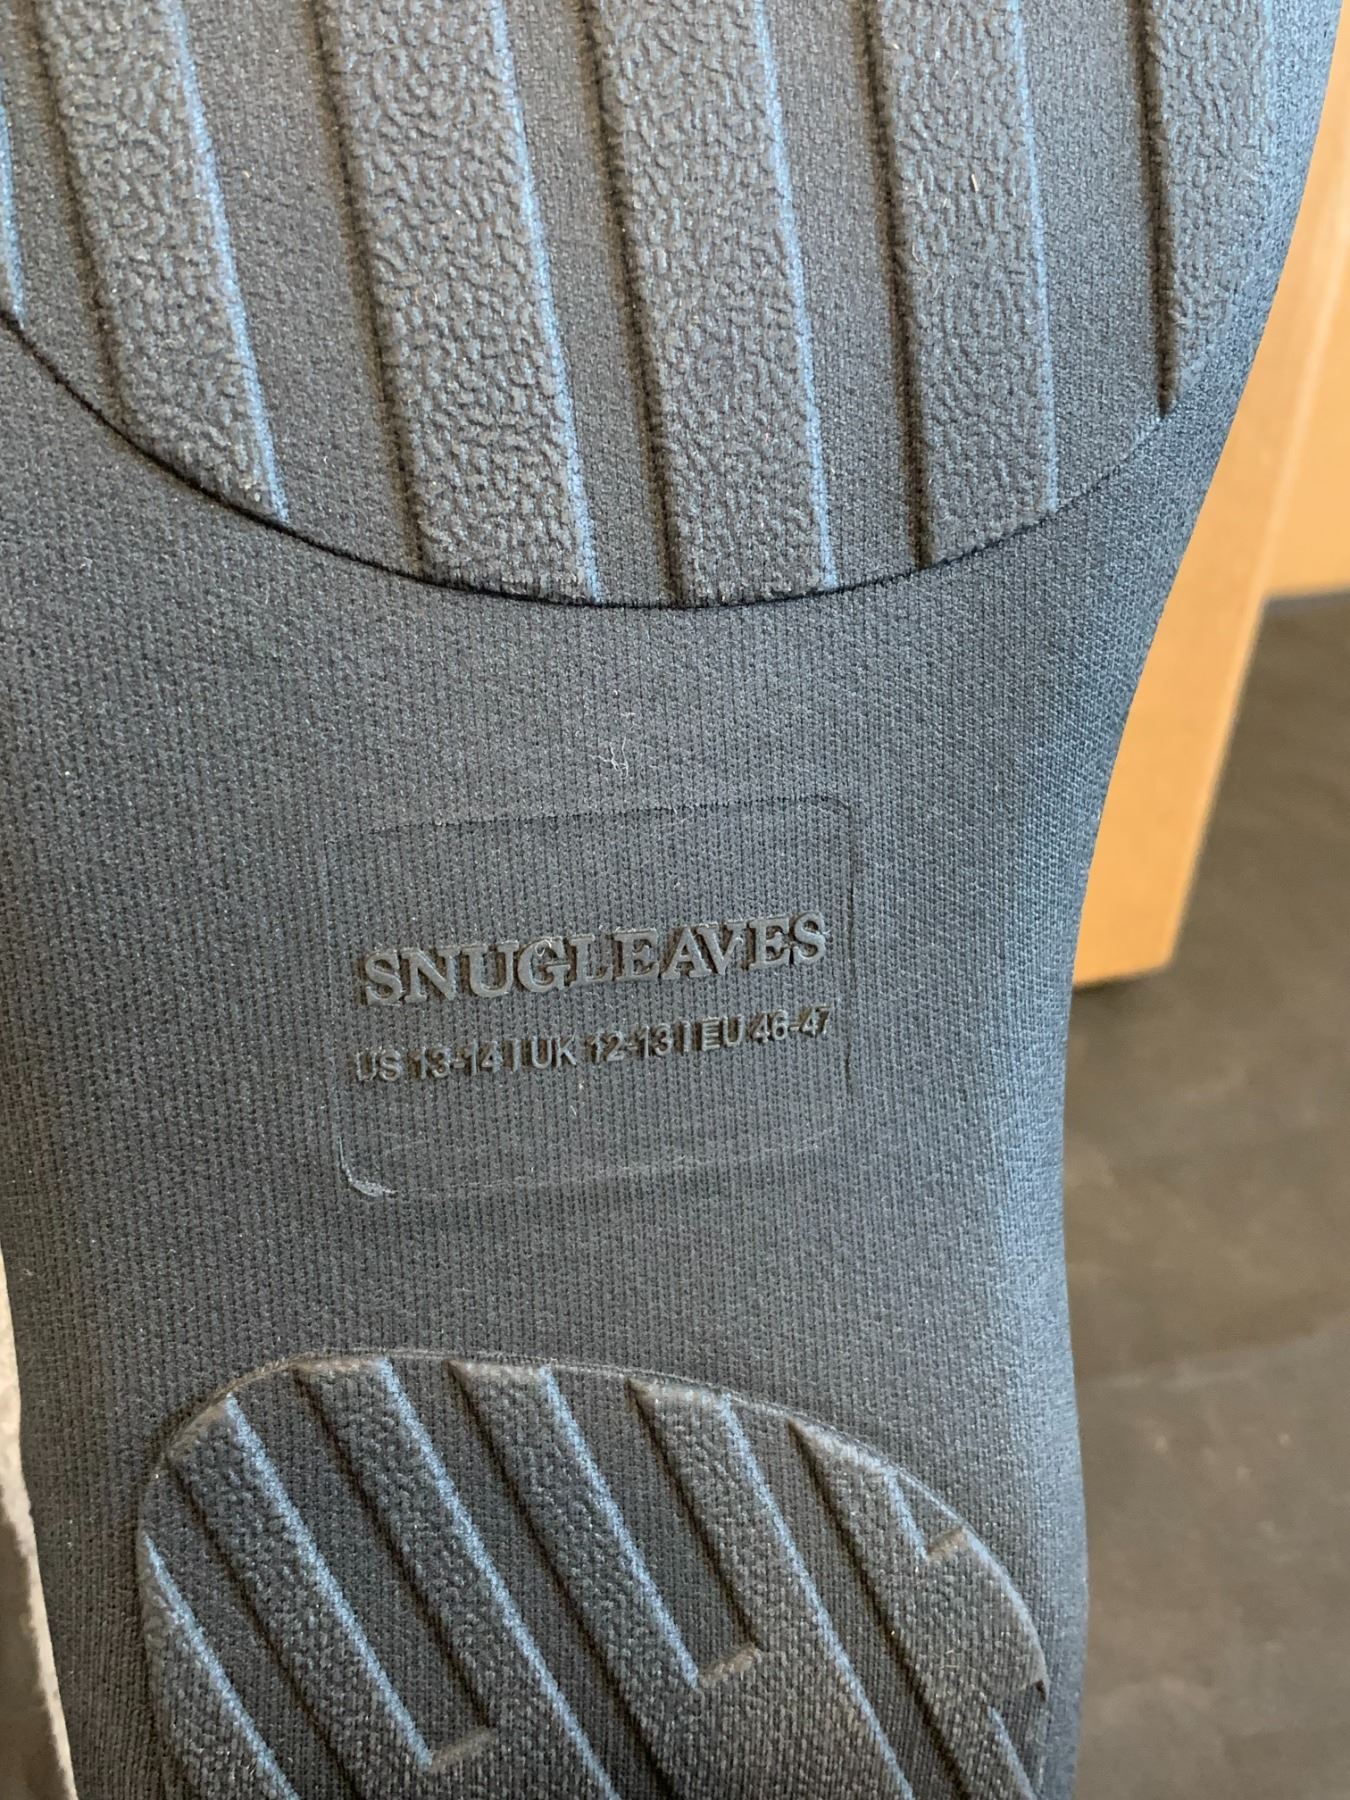 SNUGLEAVES
US 13-14 | UK 12-13 | EU 46-47